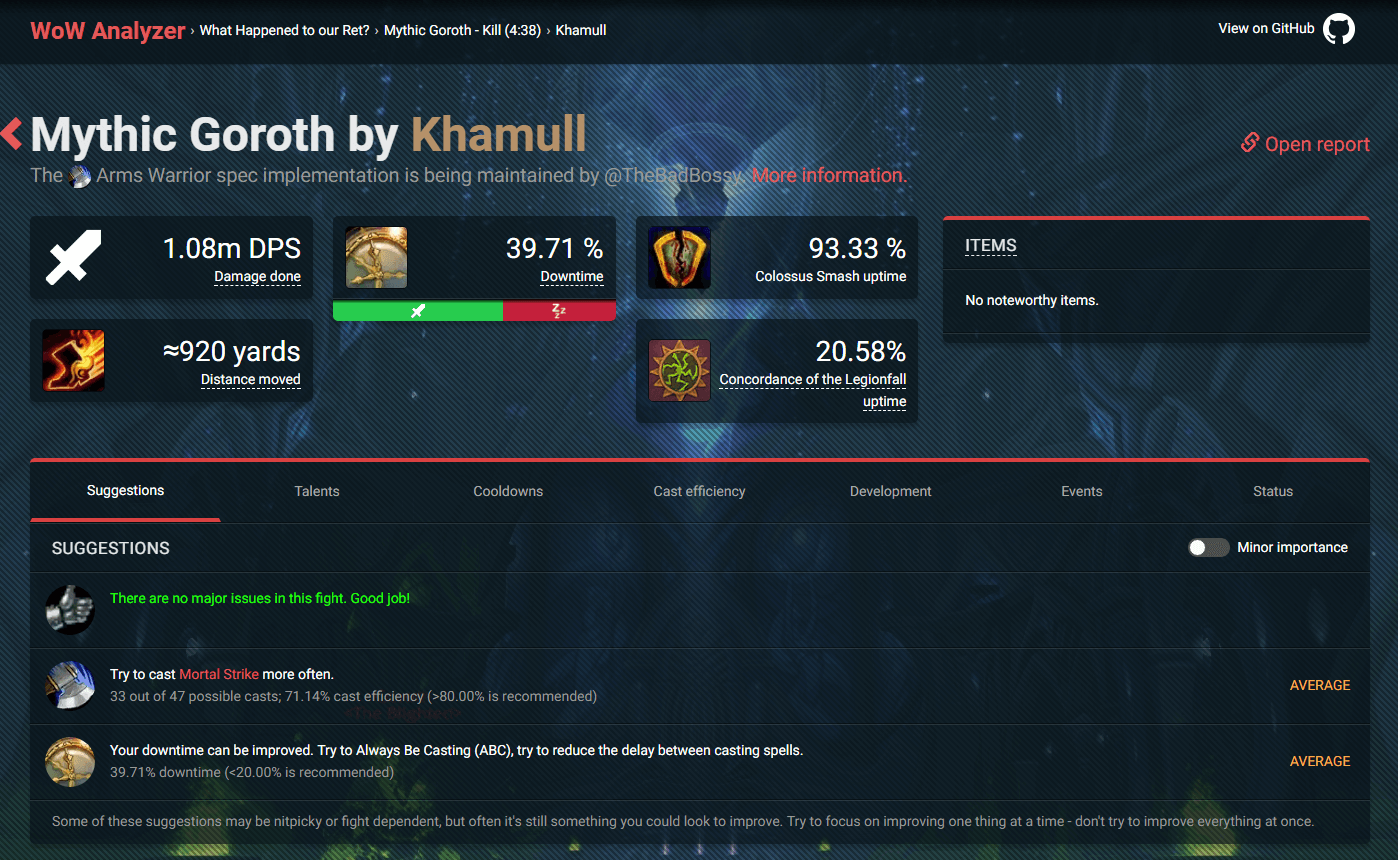 WoW Analyzer › What Happened to our Ret? › Mythic Goroth - Kill (4:38) › Khamull
View on GitHub
Mythic Goroth by Khamull
Open report
The Arms Warrior spec implementation is being maintained by @TheBadBossy. More information.
1.08m DPS
Damage done
39.71 %
Downtime
93.33 %
Colossus Smash uptime
ITEMS
No noteworthy items.
≈920 yards
Distance moved
20.58%
Concordance of the Legionfall
uptime
Suggestions
Talents
Cooldowns
Cast efficiency
Development
Events
Status
SUGGESTIONS
Minor importance
There are no major issues in this fight. Good job!
Try to cast Mortal Strike more often.
33 out of 47 possible casts; 71.14% cast efficiency (>80.00% is recommended)
AVERAGE
Your downtime can be improved. Try to Always Be Casting (ABC), try to reduce the delay between casting spells.
39.71% downtime (<20.00% is recommended)
AVERAGE
Some of these suggestions may be nitpicky or fight dependent, but often it's still something you could look to improve. Try to focus on improving one thing at a time - don't try to improve everything at once.